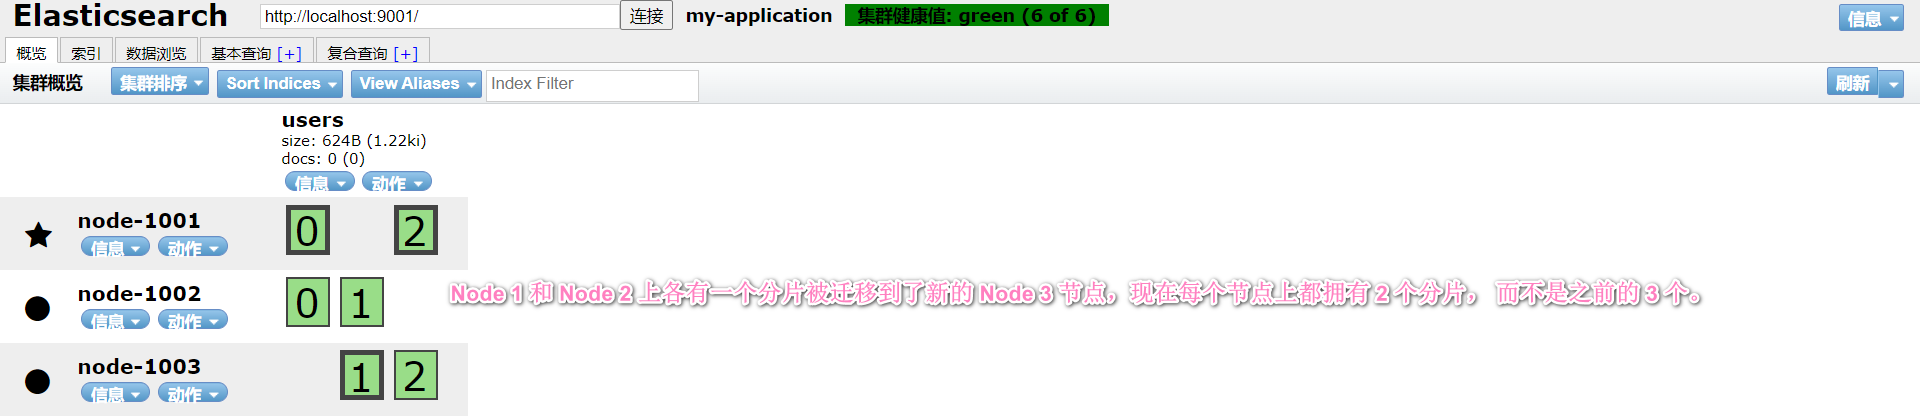 Elasticsearch http://localhost:9001/ 连接 my-application 集群健康值: green (6 of 6) 信息
概览 索引 数据浏览 基本查询 [+] 复合查询 [+]
集群概览 集群排序 Sort Indices View Aliases Index Filter 刷新
users
size: 624B (1.22ki)
docs: 0 (0)
信息 动作
node-1001 0 2
信息 动作
node-1002 0 1
信息 动作
Node 1 和 Node 2 上各有一个分片被迁移到了新的 Node 3 节点，现在每个节点上都拥有 2 个分片， 而不是之前的 3 个。
node-1003 1 2
信息 动作